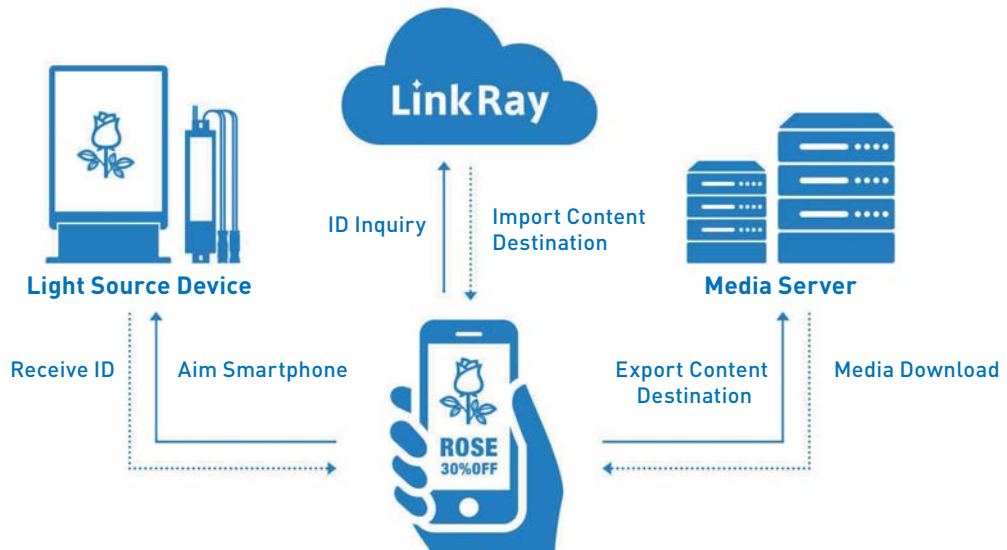 LinkRay
ID Inquiry
Import Content
Destination
Light Source Device
Media Server
Receive ID
Aim Smartphone
Export Content
Destination
Media Download
ROSE
30%OFF